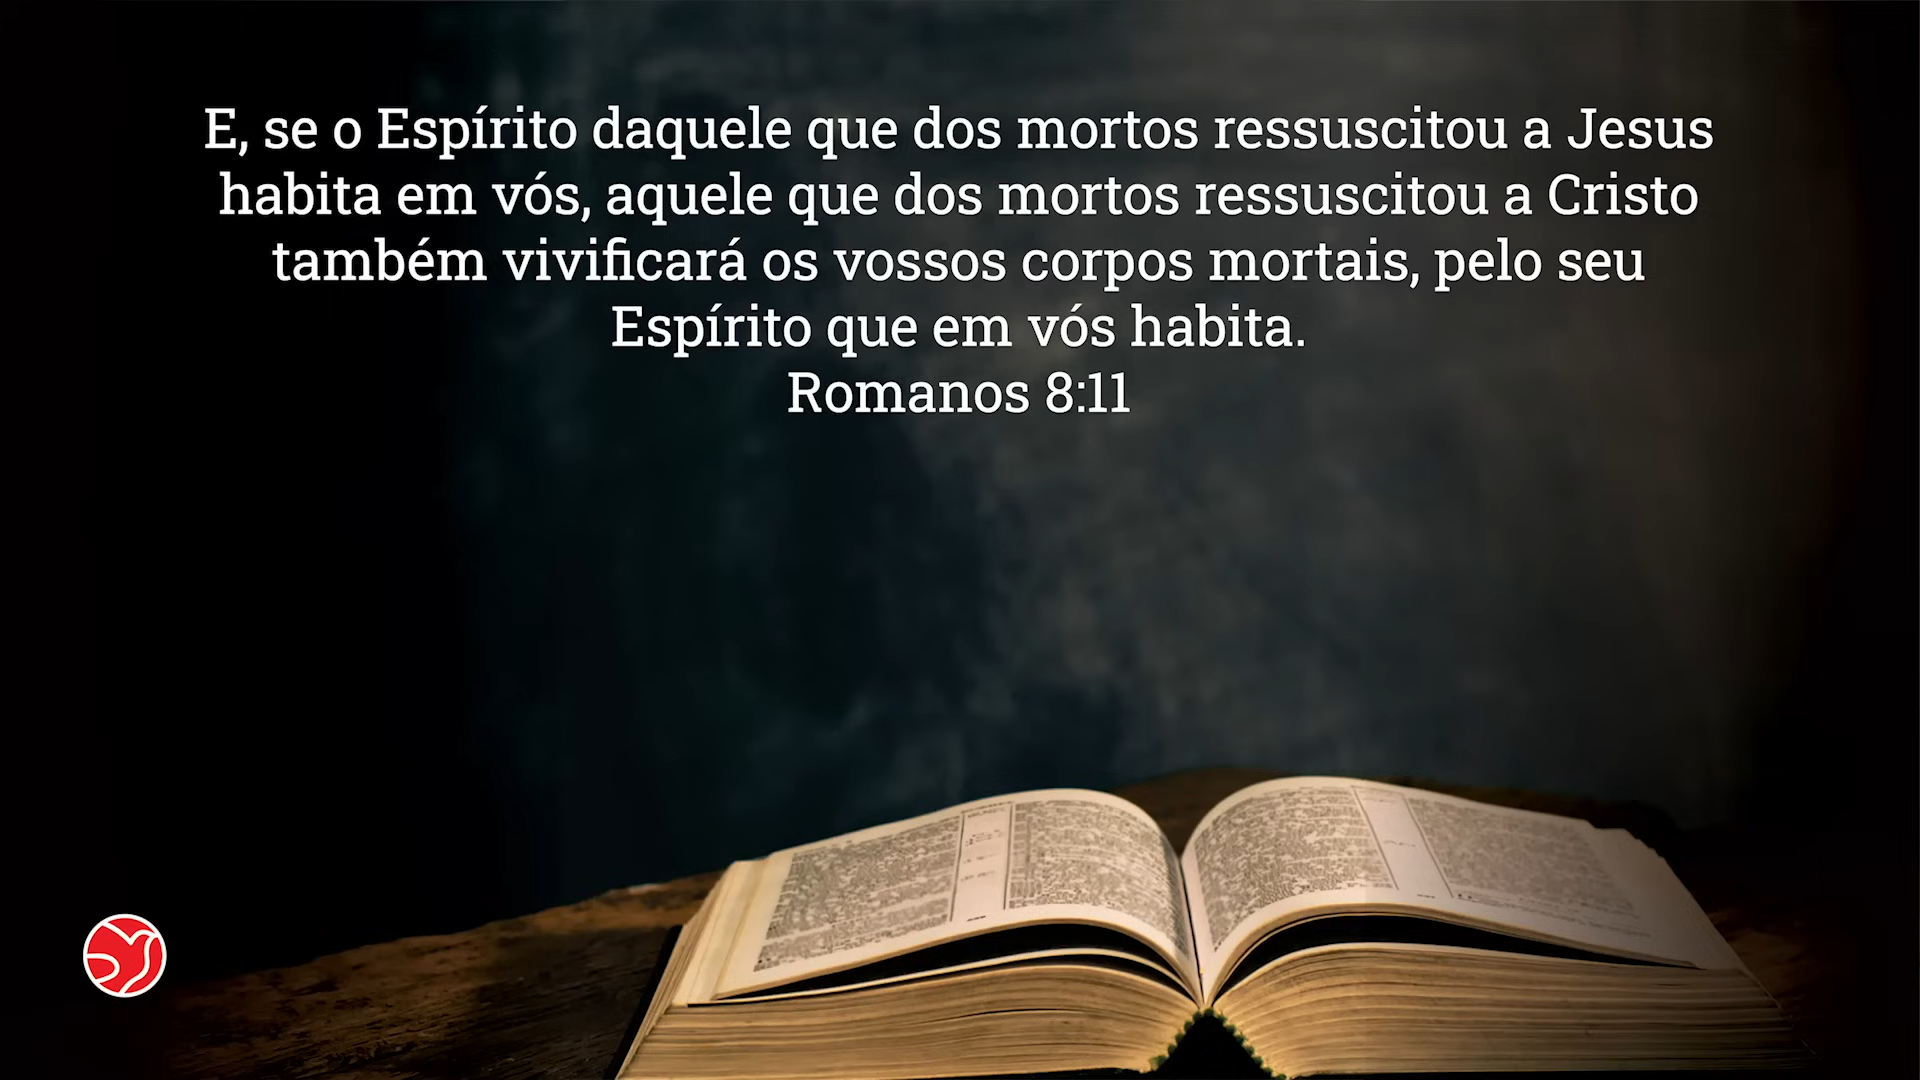 E, se o Espírito daquele que dos mortos ressuscitou a Jesus
habita em vós, aquele que dos mortos ressuscitou a Cristo
também vivificará os vossos corpos mortais, pelo seu
Espírito que em vós habita.
Romanos 8:11